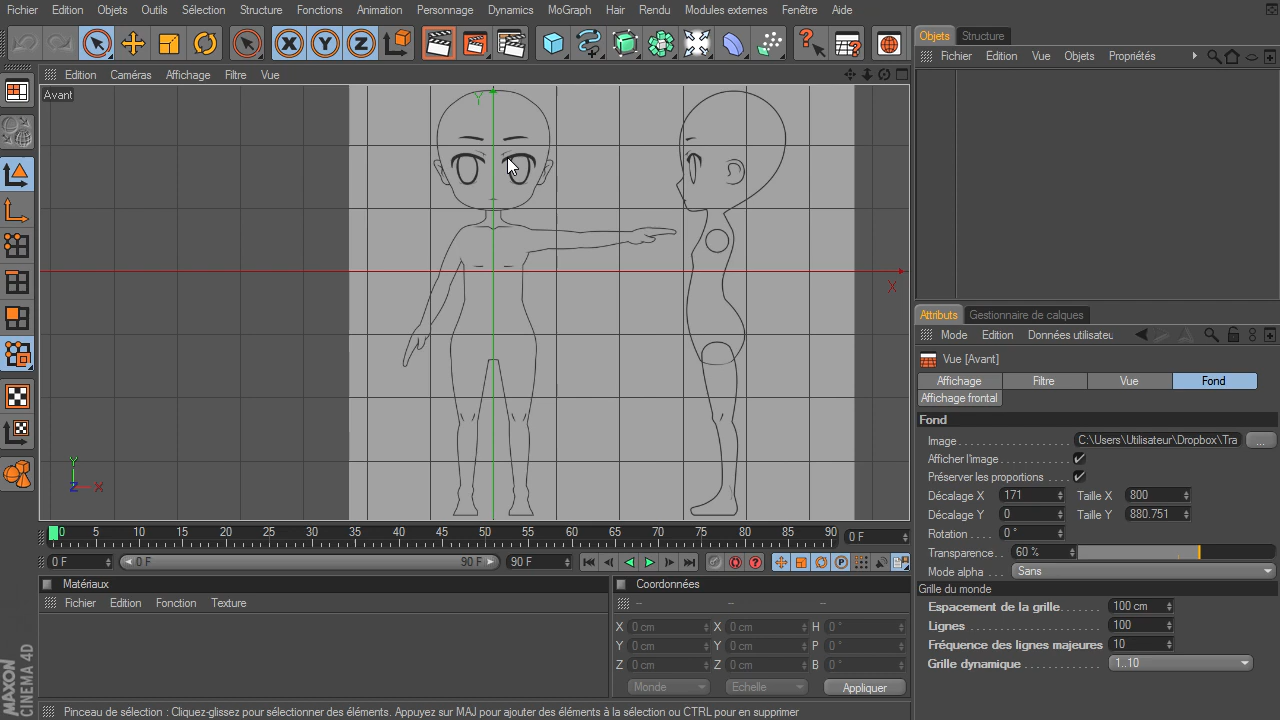 Fichier Edition Objets Outils Sélection Structure Fonctions Animation Personnage Dynamics MoGraph Hair Rendu Modules externes Fenêtre Aide
Objets Structure
Edition Caméras Affichage Filtre Vue
Fichier Edition Vue Objets Propriétés
Avant
Y
X
Y
Z X
Attributs Gestionnaire de calques
Mode Edition Données utilisateu
Vue [Avant]
Affichage Filtre Vue Fond
Affichage frontal
Fond
Image C:\Users\Utilisateur\Dropbox\Tra ...
Afficher l'image
Préserver les proportions
Décalage X 171 Taille X 800
Décalage Y 0 Taille Y 880.751
Rotation 0 °
Transparence 60 %
Mode alpha Sans
Grille du monde
Espacement de la grille 100 cm
Lignes 100
Fréquence des lignes majeures 10
Grille dynamique 1..10
0 5 10 15 20 25 30 35 40 45 50 55 60 65 70 75 80 85 90 0 F
0 F 0 F 90 F 90 F
Matériaux
Fichier Edition Fonction Texture
Coordonnées
-- -- --
X 0 cm X 0 cm H 0 °
Y 0 cm Y 0 cm P 0 °
Z 0 cm Z 0 cm B 0 °
Monde Echelle Appliquer
MAXON
CINEMA 4D
Pinceau de sélection : Cliquez-glissez pour sélectionner des éléments. Appuyez sur MAJ pour ajouter des éléments à la sélection ou CTRL pour en supprimer